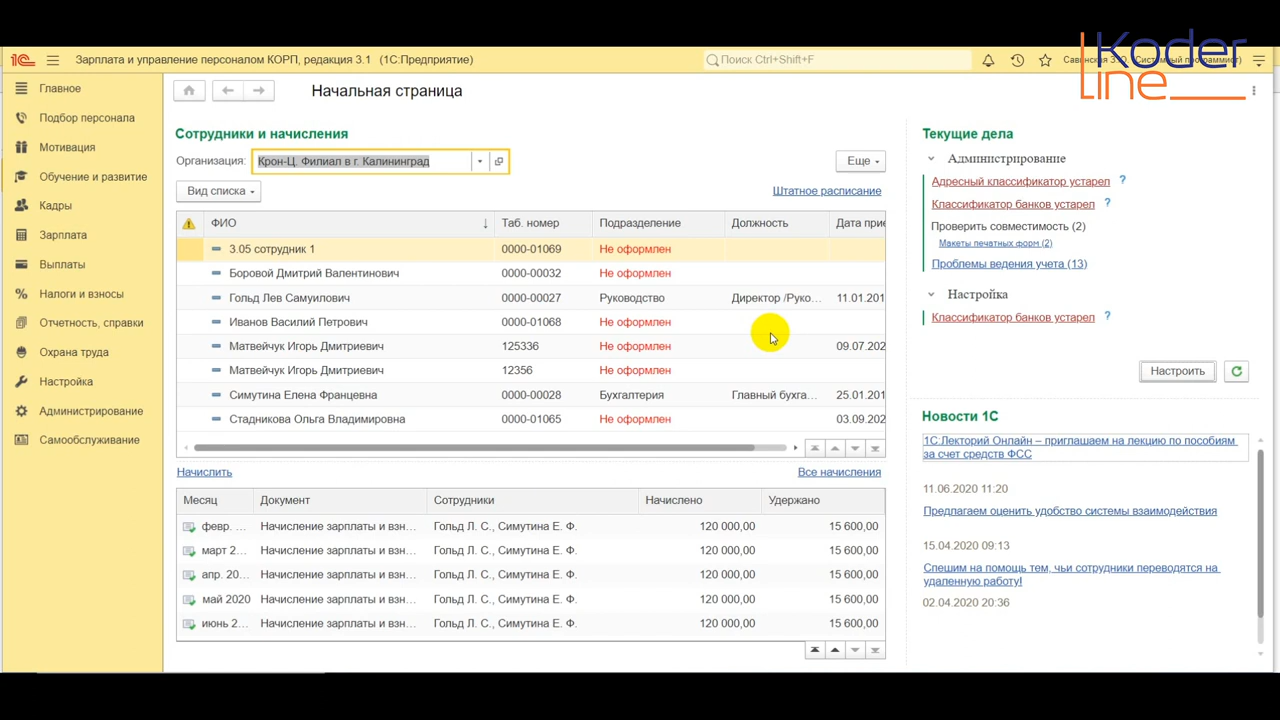 1С Зарплата и управление персоналом КОРП, редакция 3.1 (1С:Предприятие)
Поиск Ctrl+Shift+F
Koder
line
Главное
Подбор персонала
Мотивация
Обучение и развитие
Кадры
Зарплата
Выплаты
Налоги и взносы
Отчетность, справки
Охрана труда
Настройка
Администрирование
Самообслуживание
Начальная страница
Сотрудники и начисления
Организация: Крон-Ц. Филиал в г. Калининград
Еще
Вид списка
Штатное расписание
ФИО Таб. номер Подразделение Должность Дата прие
3.05 сотрудник 1 0000-01069 Не оформлен
Боровой Дмитрий Валентинович 0000-00032 Не оформлен
Гольд Лев Самуилович 0000-00027 Руководство Директор /Руко... 11.01.201
Иванов Василий Петрович 0000-01068 Не оформлен
Матвейчук Игорь Дмитриевич 125336 Не оформлен 09.07.202
Матвейчук Игорь Дмитриевич 12356 Не оформлен
Симутина Елена Францевна 0000-00028 Бухгалтерия Главный бухга... 25.01.201
Стадникова Ольга Владимировна 0000-01065 Не оформлен 03.09.202
Начислить
Все начисления
Месяц Документ Сотрудники Начислено Удержано
февр. ... Начисление зарплаты и взн... Гольд Л. С., Симутина Е. Ф. 120 000,00 15 600,00
март 2... Начисление зарплаты и взн... Гольд Л. С., Симутина Е. Ф. 120 000,00 15 600,00
апр. 20... Начисление зарплаты и взн... Гольд Л. С., Симутина Е. Ф. 120 000,00 15 600,00
май 2020 Начисление зарплаты и взн... Гольд Л. С., Симутина Е. Ф. 120 000,00 15 600,00
июнь 2... Начисление зарплаты и взн... Гольд Л. С., Симутина Е. Ф. 120 000,00 15 600,00
Текущие дела
Администрирование
Адресный классификатор устарел ?
Классификатор банков устарел ?
Проверить совместимость (2)
Макеты печатных форм (2)
Проблемы ведения учета (13)
Настройка
Классификатор банков устарел ?
Настроить
Новости 1С
1С:Лекторий Онлайн – приглашаем на лекцию по пособиям
за счет средств ФСС
11.06.2020 11:20
Предлагаем оценить удобство системы взаимодействия
15.04.2020 09:13
Спешим на помощь тем, чьи сотрудники переводятся на
удаленную работу!
02.04.2020 20:36